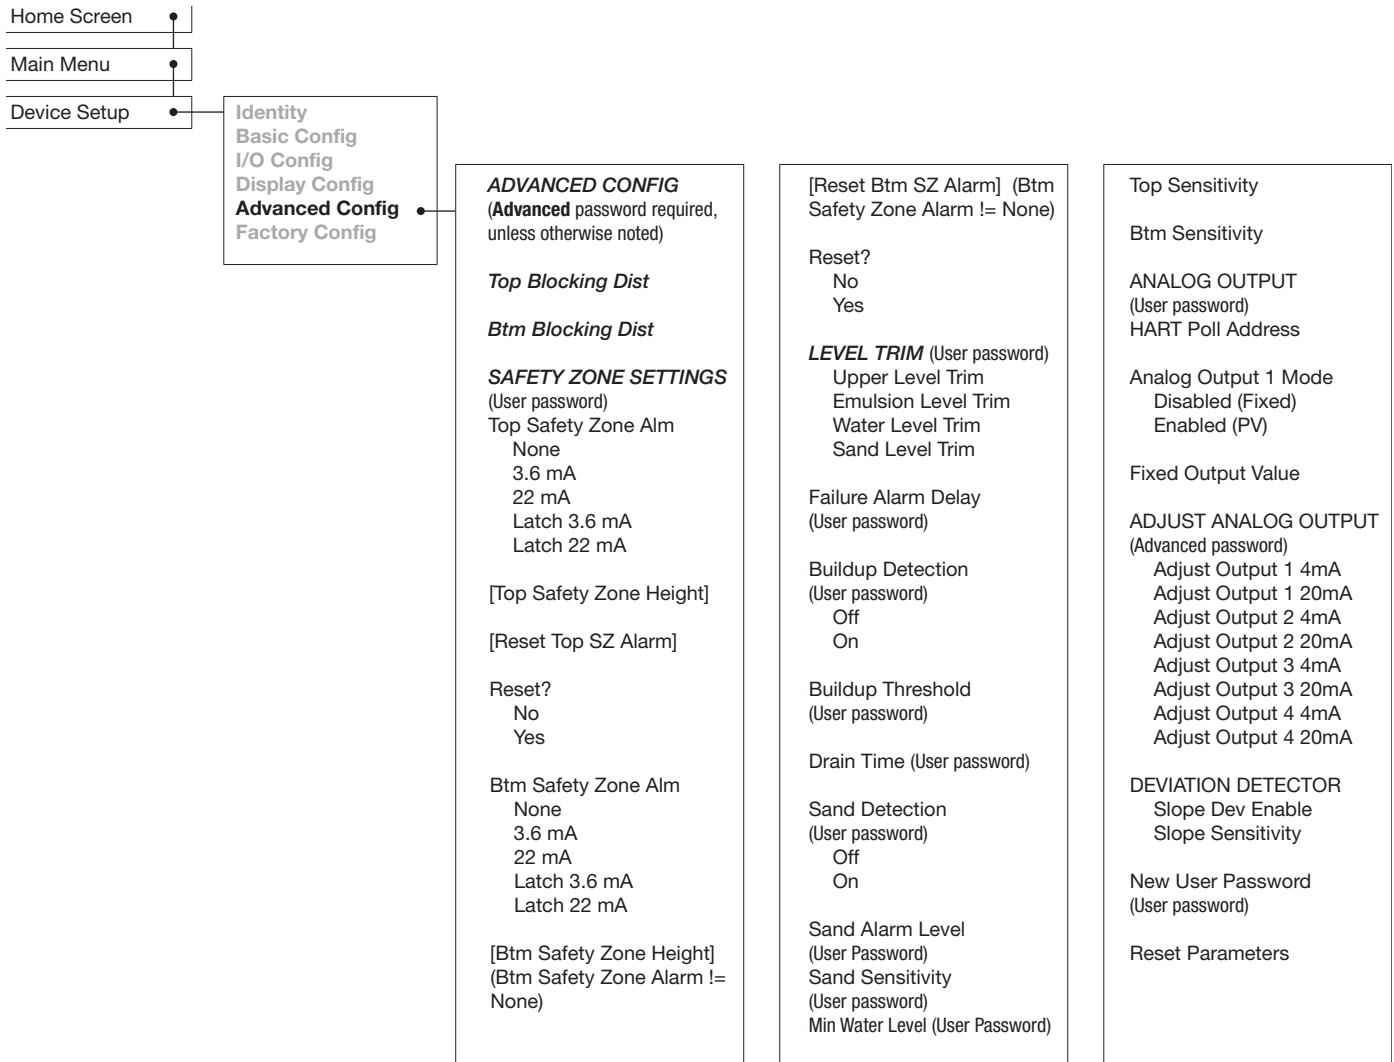 Home Screen
Main Menu
Device Setup
Identity
Basic Config
I/O Config
Display Config
Advanced Config
Factory Config
ADVANCED CONFIG
(Advanced password required,
unless otherwise noted)
Top Blocking Dist
Btm Blocking Dist
SAFETY ZONE SETTINGS
(User password)
Top Safety Zone Alm
None
3.6 mA
22 mA
Latch 3.6 mA
Latch 22 mA
[Top Safety Zone Height]
[Reset Top SZ Alarm]
Reset?
No
Yes
Btm Safety Zone Alm
None
3.6 mA
22 mA
Latch 3.6 mA
Latch 22 mA
[Btm Safety Zone Height]
(Btm Safety Zone Alarm !=
None)
[Reset Btm SZ Alarm] (Btm
Safety Zone Alarm != None)
Reset?
No
Yes
LEVEL TRIM (User password)
Upper Level Trim
Emulsion Level Trim
Water Level Trim
Sand Level Trim
Failure Alarm Delay
(User password)
Buildup Detection
(User password)
Off
On
Buildup Threshold
(User password)
Drain Time (User password)
Sand Detection
(User password)
Off
On
Sand Alarm Level
(User Password)
Sand Sensitivity
(User password)
Min Water Level (User Password)
Top Sensitivity
Btm Sensitivity
ANALOG OUTPUT
(User password)
HART Poll Address
Analog Output 1 Mode
Disabled (Fixed)
Enabled (PV)
Fixed Output Value
ADJUST ANALOG OUTPUT
(Advanced password)
Adjust Output 1 4mA
Adjust Output 1 20mA
Adjust Output 2 4mA
Adjust Output 2 20mA
Adjust Output 3 4mA
Adjust Output 3 20mA
Adjust Output 4 4mA
Adjust Output 4 20mA
DEVIATION DETECTOR
Slope Dev Enable
Slope Sensitivity
New User Password
(User password)
Reset Parameters